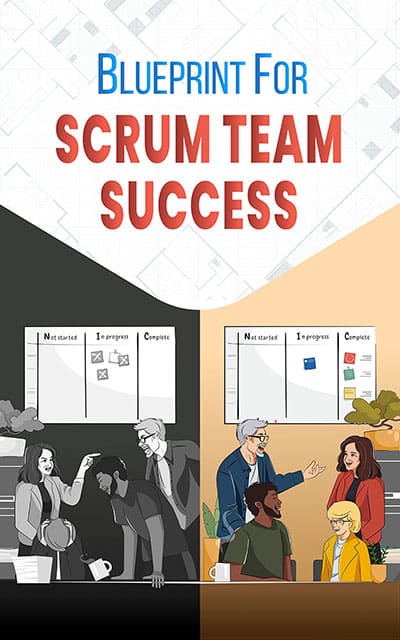 BLUEPRINT FOR
SCRUM TEAM
SUCCESS
Not started
In progress
Complete
Not started
In progress
Complete